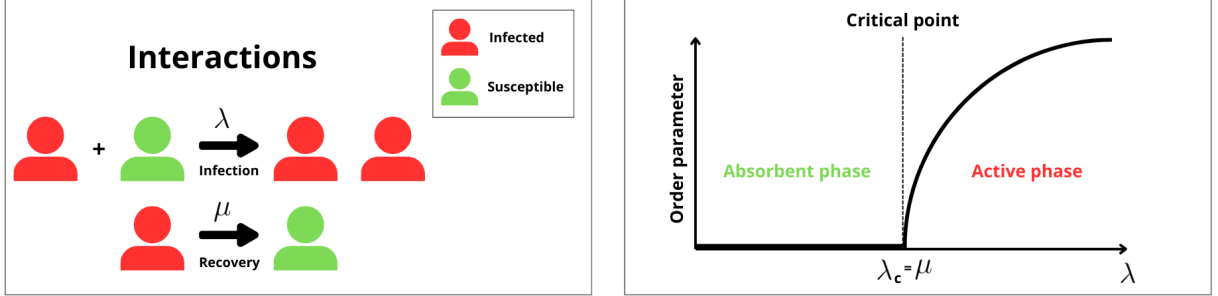 Interactions
Infected
Susceptible
λ
+
Infection
μ
Recovery
Critical point
Order parameter
Absorbent phase
Active phase
λc=μ
λ